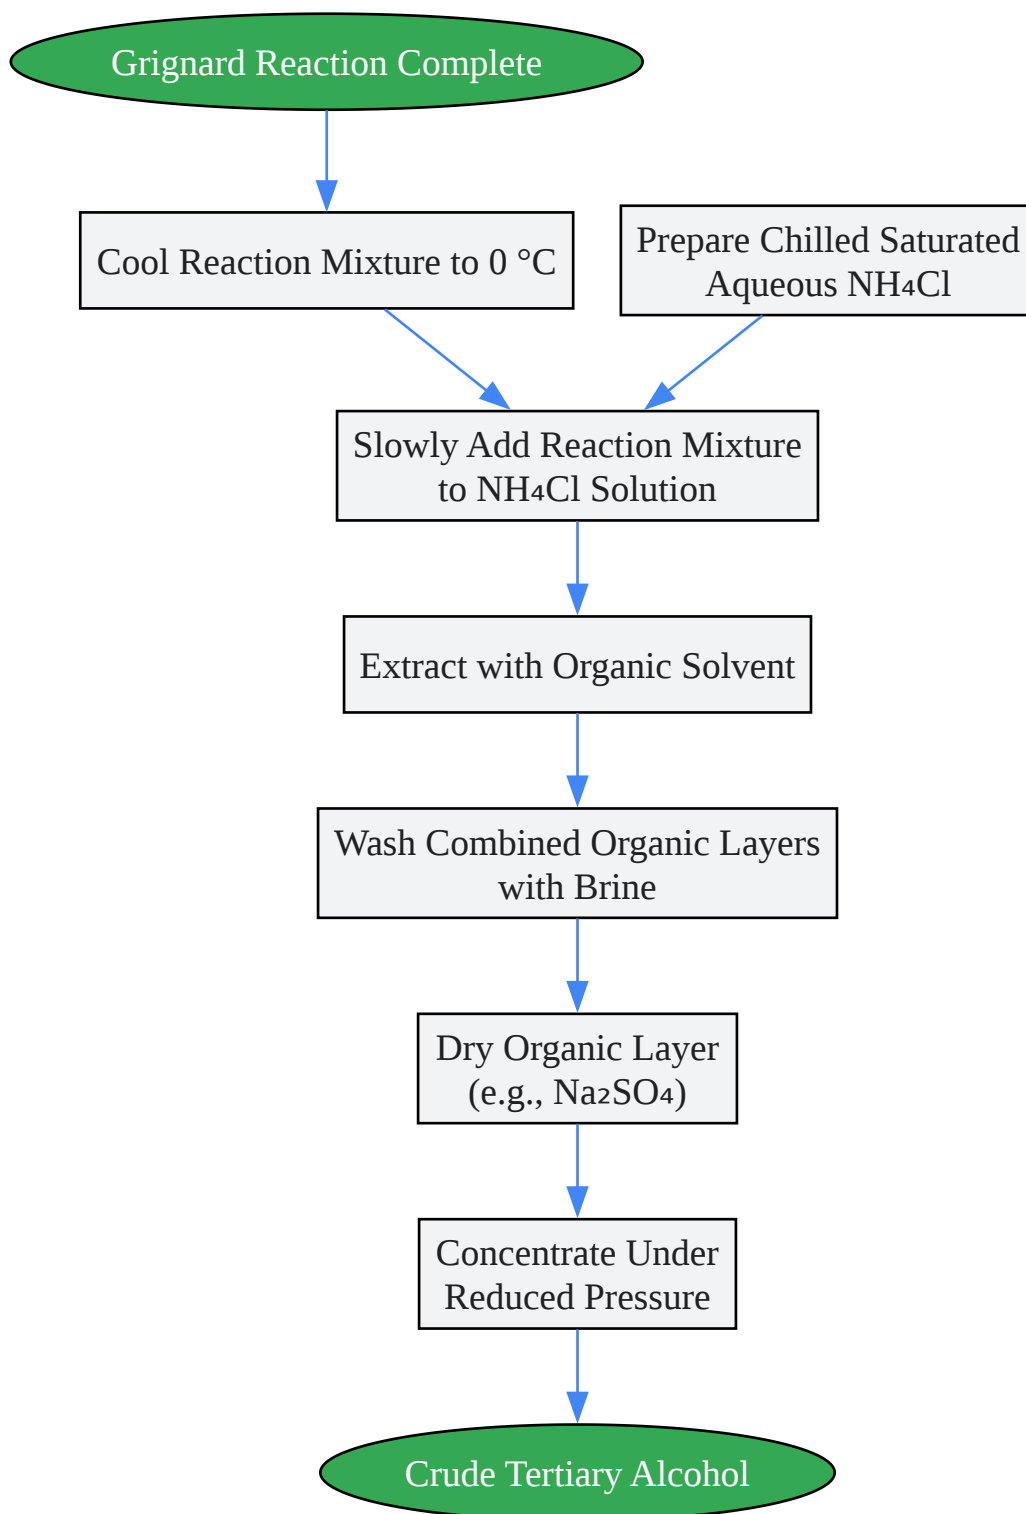 Grignard Reaction Complete
Cool Reaction Mixture to 0 °C
Prepare Chilled Saturated
Aqueous NH₄Cl
Slowly Add Reaction Mixture
to NH₄Cl Solution
Extract with Organic Solvent
Wash Combined Organic Layers
with Brine
Dry Organic Layer
(e.g., Na₂SO₄)
Concentrate Under
Reduced Pressure
Crude Tertiary Alcohol